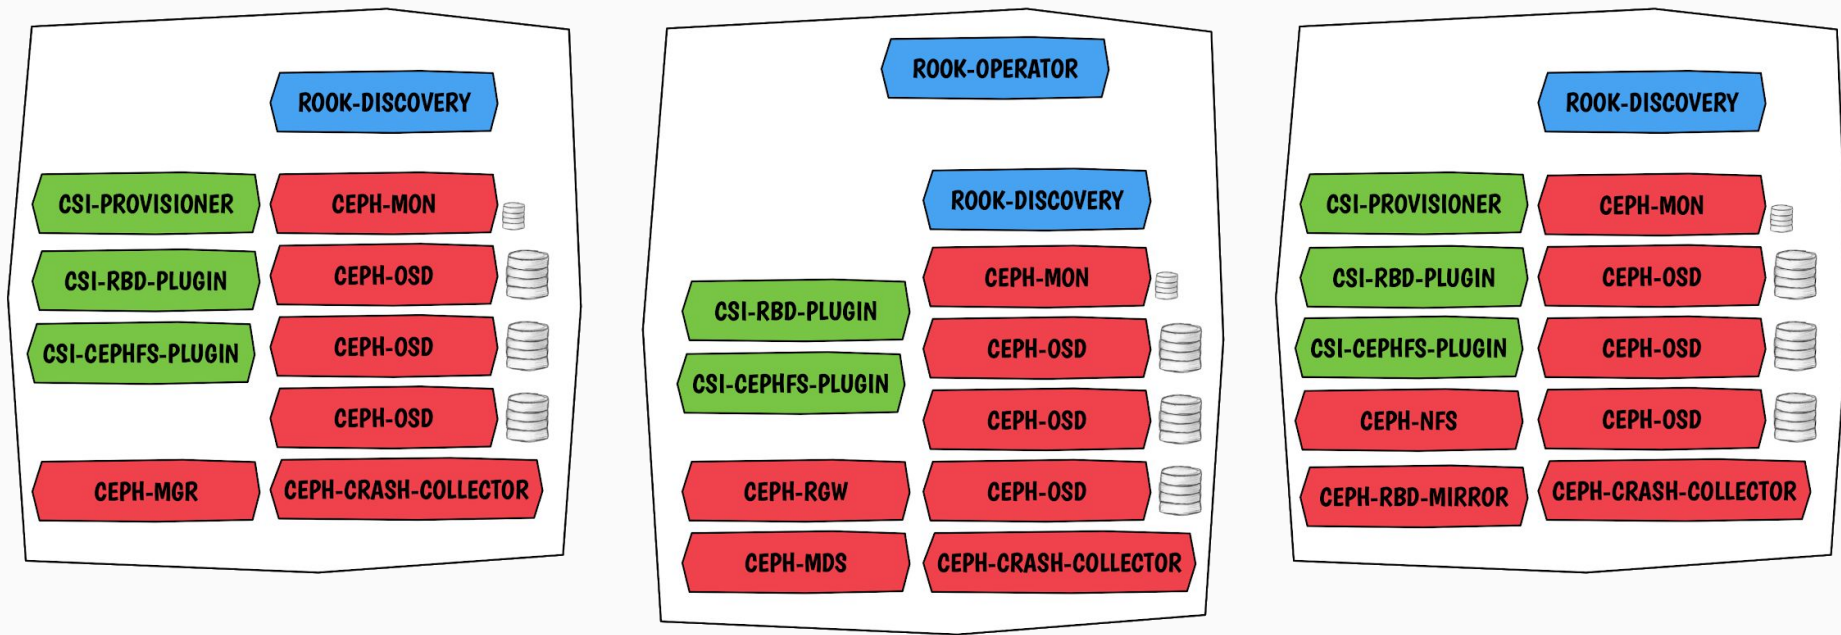 ROOK-DISCOVERY
CSI-PROVISIONER
CEPH-MON
CSI-RBD-PLUGIN
CEPH-OSD
CSI-CEPHFS-PLUGIN
CEPH-OSD
CEPH-OSD
CEPH-MGR
CEPH-CRASH-COLLECTOR
ROOK-OPERATOR
ROOK-DISCOVERY
CEPH-MON
CSI-RBD-PLUGIN
CEPH-OSD
CSI-CEPHFS-PLUGIN
CEPH-OSD
CEPH-RGW
CEPH-OSD
CEPH-MDS
CEPH-CRASH-COLLECTOR
ROOK-DISCOVERY
CSI-PROVISIONER
CEPH-MON
CSI-RBD-PLUGIN
CEPH-OSD
CSI-CEPHFS-PLUGIN
CEPH-OSD
CEPH-NFS
CEPH-OSD
CEPH-RBD-MIRROR
CEPH-CRASH-COLLECTOR